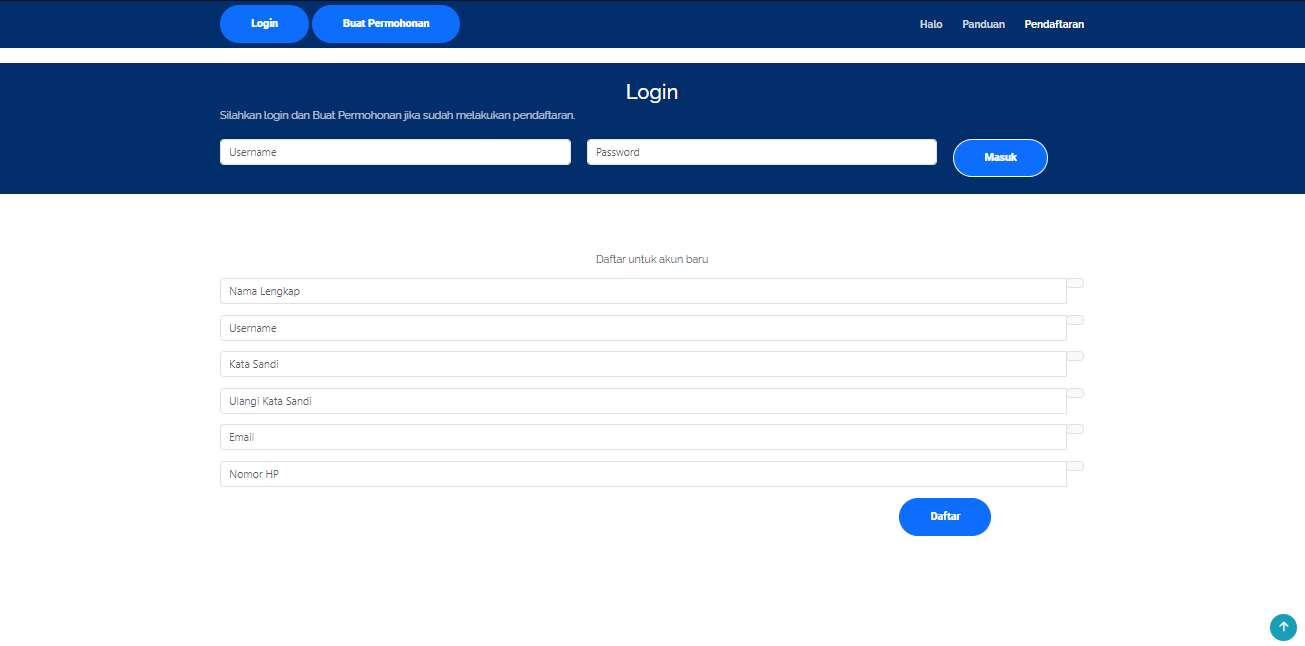 Login Buat Permohonan Halo Panduan Pendaftaran
Login
Silahkan login dan Buat Permohonan jika sudah melakukan pendaftaran.
Username Password Masuk
Daftar untuk akun baru
Nama Lengkap
Username
Kata Sandi
Ulangi Kata Sandi
Email
Nomor HP
Daftar